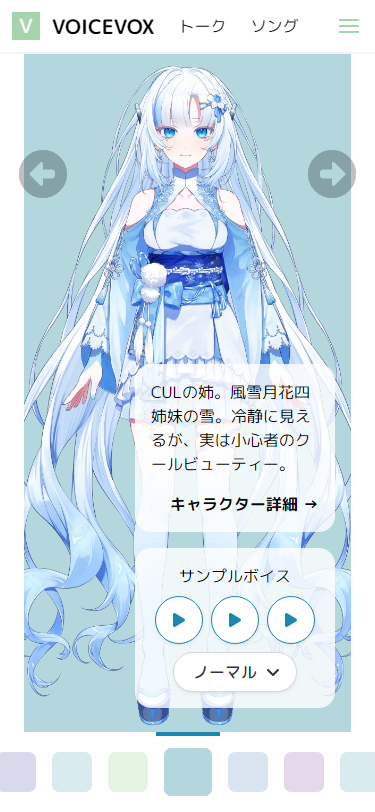 V VOICEVOX トーク ソング
CULの姉。風雪月花四
姉妹の雪。冷静に見え
るが、実は小心者のク
ールビューティー。
キャラクター詳細 →
サンプルボイス
ノーマル